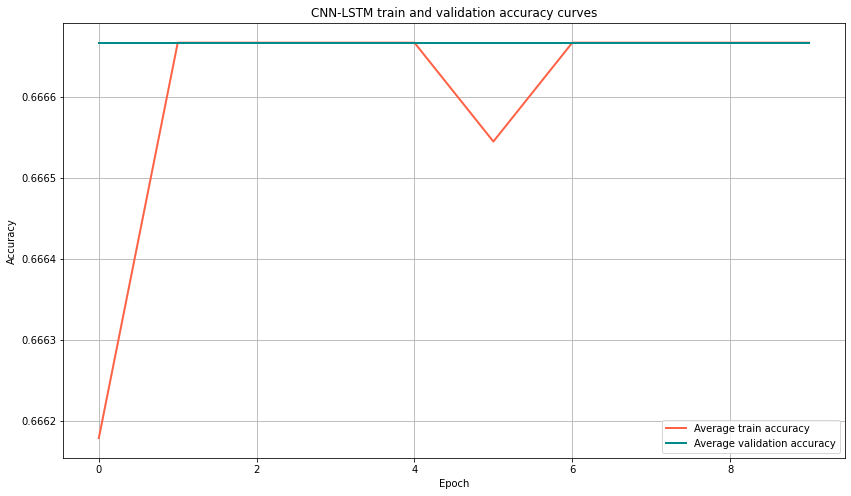 CNN-LSTM train and validation accuracy curves
Accuracy
0.6666
0.6665
0.6664
0.6663
0.6662
0
2
4
6
8
Epoch
Average train accuracy
Average validation accuracy